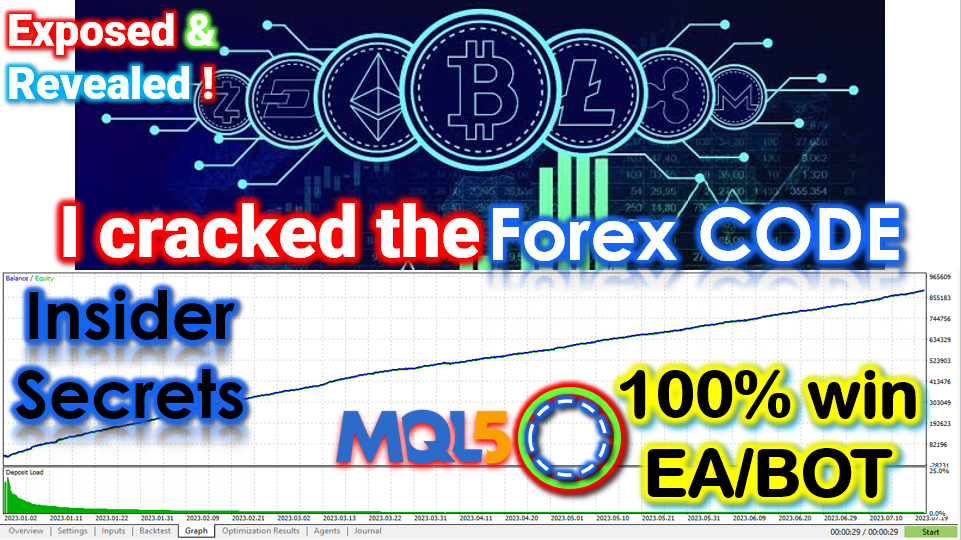 Exposed &
Revealed !
I cracked the Forex CODE
Balance / Equity
Insider
Secrets
965609
855183
744756
634329
523903
413476
303049
192623
82196
-28231
MQL5
100% win
EA/BOT
Deposit Load
25.0%
0.0%
2023.01.02 2023.01.11 2023.01.22 2023.01.31 2023.02.09 2023.02.21 2023.03.02 2023.03.13 2023.03.22 2023.03.31 2023.04.11 2023.04.20 2023.05.01 2023.05.10 2023.05.21 2023.05.31 2023.06.09 2023.06.20 2023.06.29 2023.07.10 2023.07.19
Overview | Settings | Inputs | Backtest | Graph | Optimization Results | Agents | Journal
00:00:29 / 00:00:29 Start